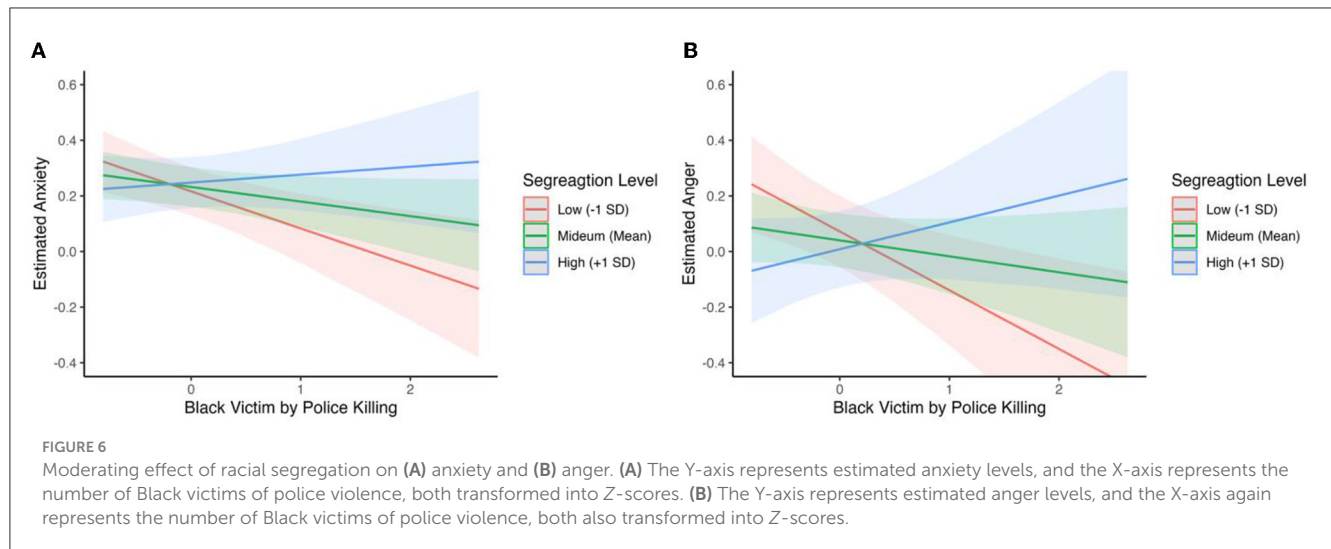 A
0.6
0.4
0.2
0.0
-0.2
-0.4
Estimated Anxiety
0 1 2
Black Victim by Police Killing
Segreagtion Level
Low (-1 SD)
Mideum (Mean)
High (+1 SD)
B
0.6
0.4
0.2
0.0
-0.2
-0.4
Estimated Anger
0 1 2
Black Victim by Police Killing
Segreagtion Level
Low (-1 SD)
Mideum (Mean)
High (+1 SD)
FIGURE 6
Moderating effect of racial segregation on (A) anxiety and (B) anger. (A) The Y-axis represents estimated anxiety levels, and the X-axis represents the
number of Black victims of police violence, both transformed into Z-scores. (B) The Y-axis represents estimated anger levels, and the X-axis again
represents the number of Black victims of police violence, both also transformed into Z-scores.